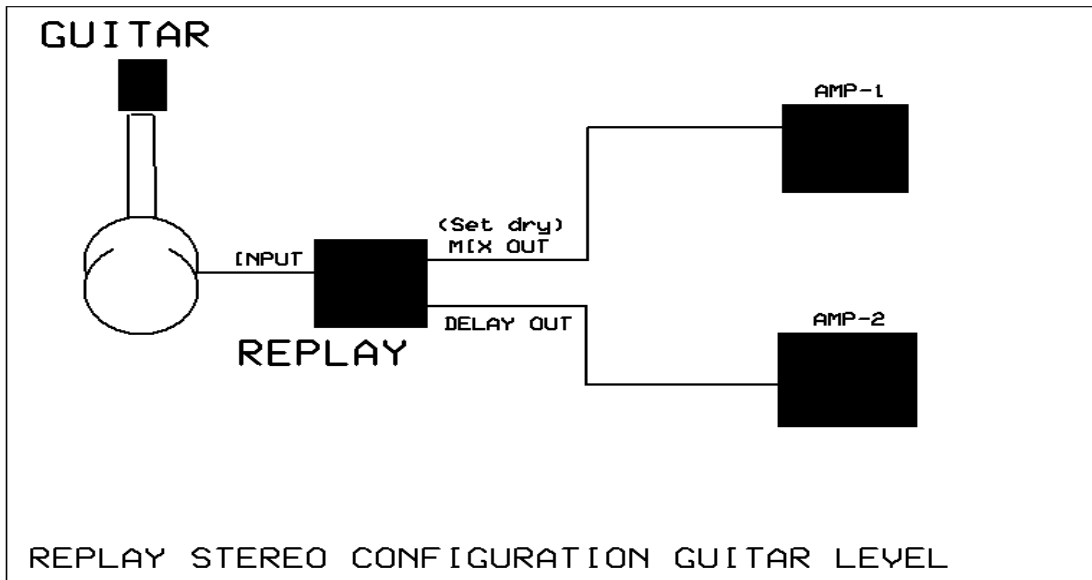 GUITAR
AMP-1
(Set dry)
MIX OUT
INPUT
DELAY OUT
AMP-2
REPLAY
REPLAY STEREO CONFIGURATION GUITAR LEVEL